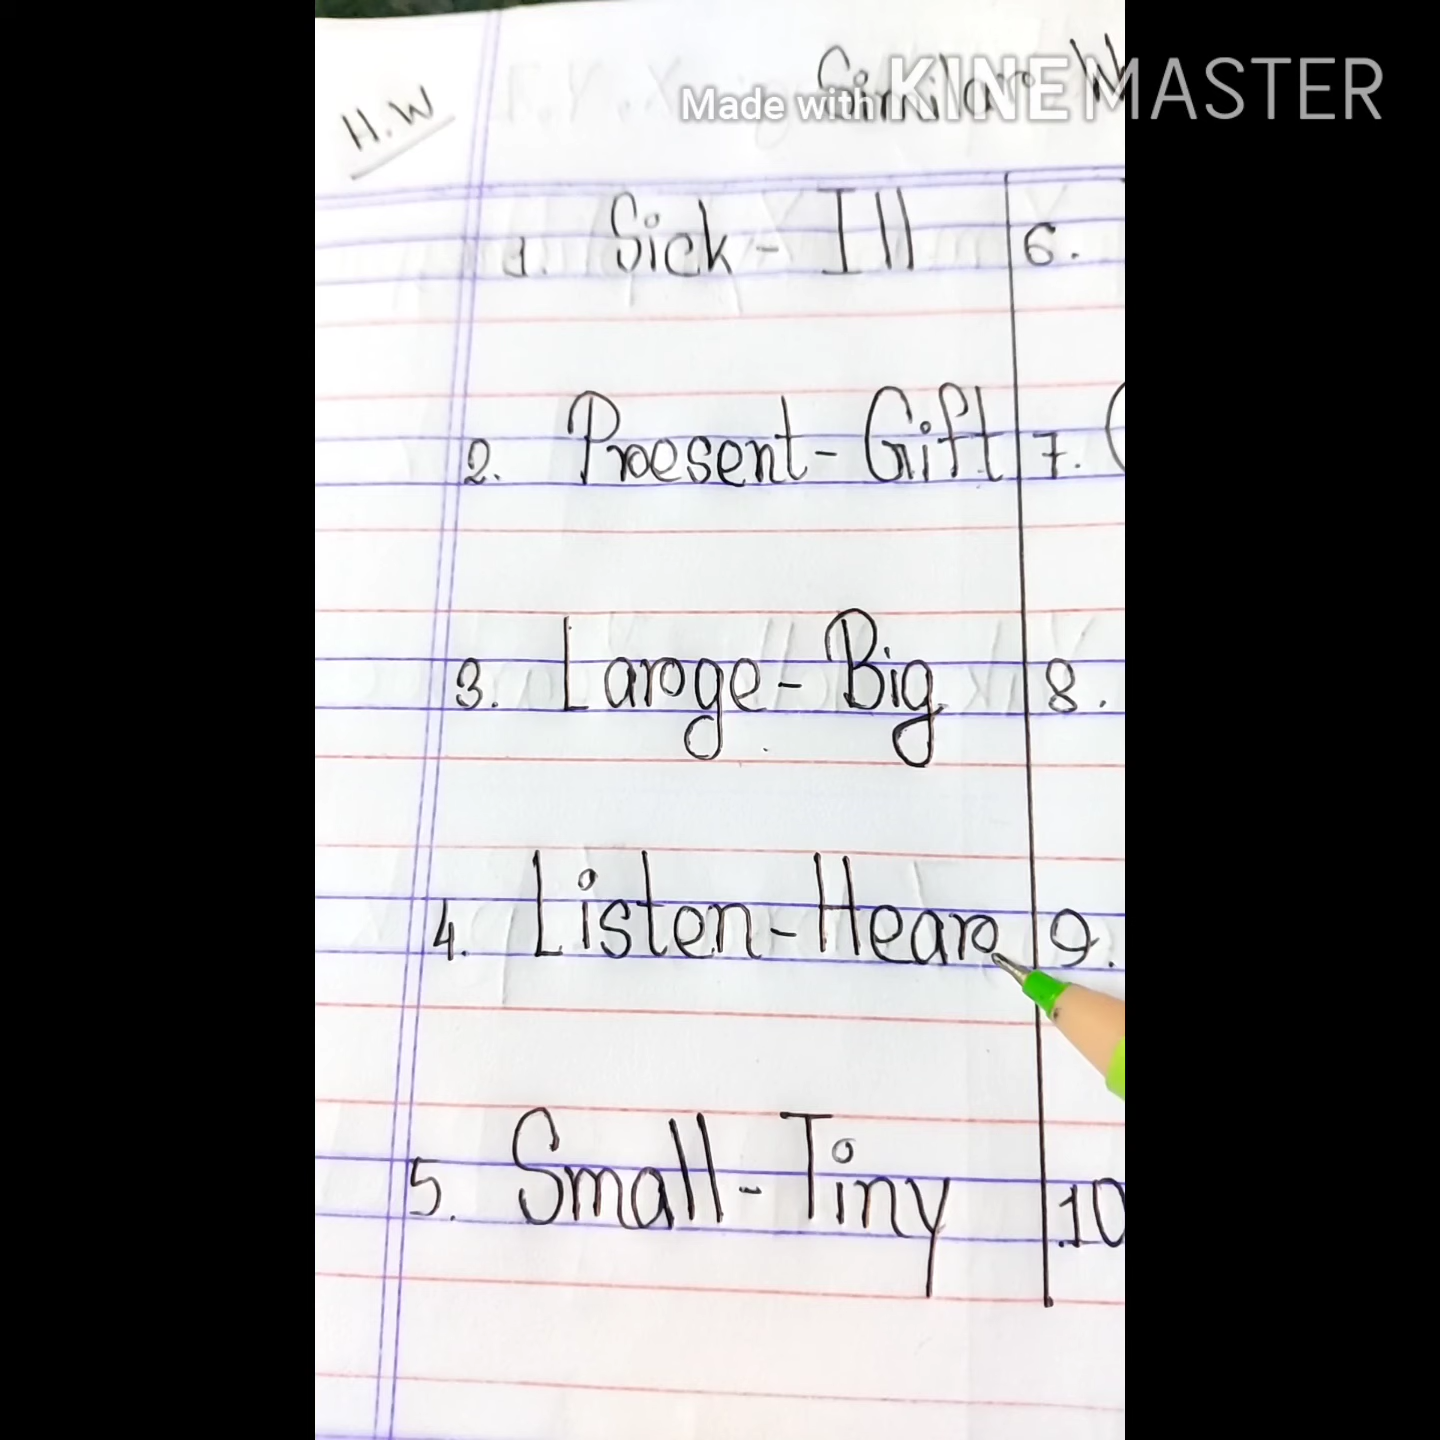 Made with KINEMASTER
H.W
Similar W
1. Sick - Ill
6.
2. Present - Gift
7.
3. Large - Big
8.
4. Listen - Hear
9.
5. Small - Tiny
10